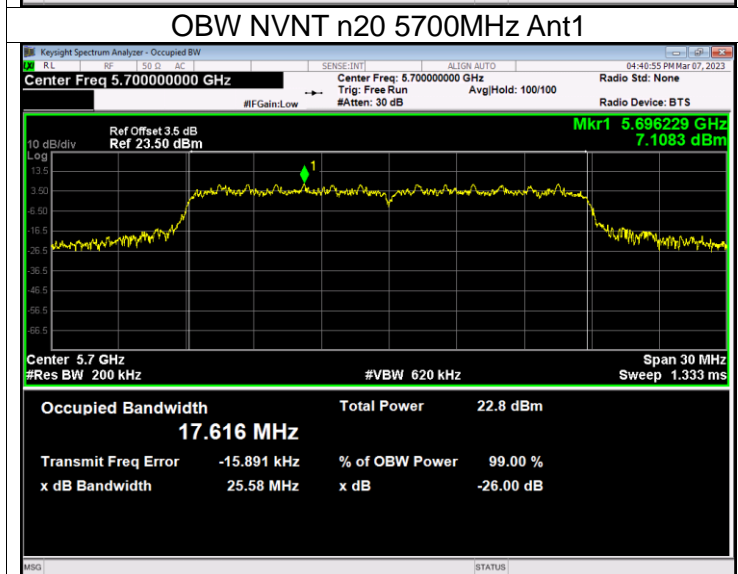 OBW NVNT n20 5700MHz Ant1
Keysight Spectrum Analyzer - Occupied BW
RL RF 50 Ω AC SENSE:INT ALIGN AUTO 04:40:55 PM Mar 07, 2023
Center Freq 5.700000000 GHz Center Freq: 5.700000000 GHz Radio Std: None
Trig: Free Run Avg|Hold: 100/100
#IFGain:Low #Atten: 30 dB Radio Device: BTS
Ref Offset 3.5 dB Mkr1 5.696229 GHz
10 dB/div Ref 23.50 dBm 7.1083 dBm
Log
13.5
1
3.50
-6.50
-16.5
-26.5
-36.5
-46.5
-56.5
-66.5
Center 5.7 GHz Span 30 MHz
#Res BW 200 kHz #VBW 620 kHz Sweep 1.333 ms
Occupied Bandwidth Total Power 22.8 dBm
17.616 MHz
Transmit Freq Error -15.891 kHz % of OBW Power 99.00 %
x dB Bandwidth 25.58 MHz x dB -26.00 dB
MSG STATUS